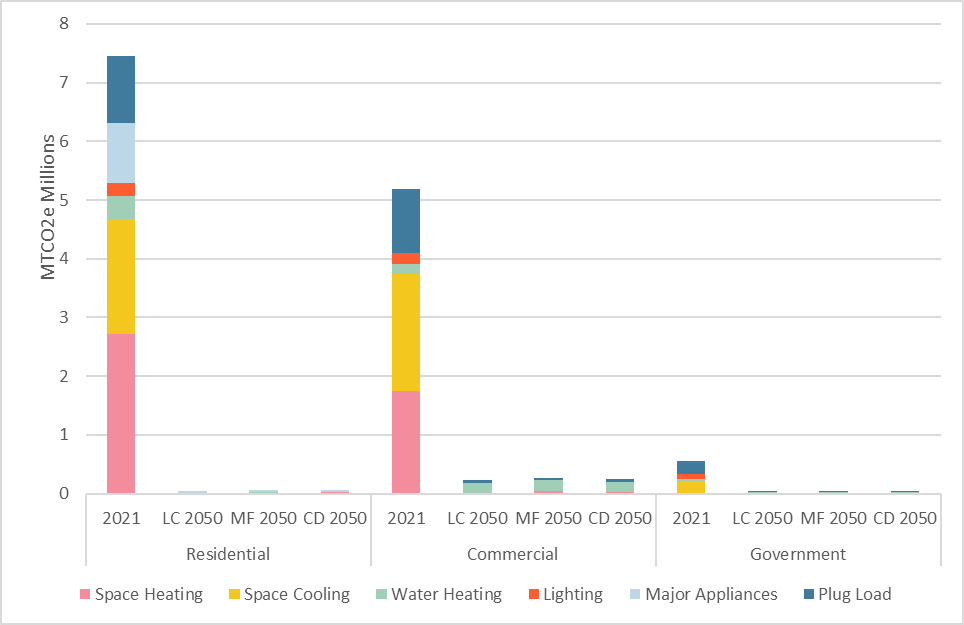 8
7
6
5
4
3
2
1
0
MTCO2e Millions
2021 LC 2050 MF 2050 CD 2050 2021 LC 2050 MF 2050 CD 2050 2021 LC 2050 MF 2050 CD 2050
Residential Commercial Government
Space Heating Space Cooling Water Heating Lighting Major Appliances Plug Load